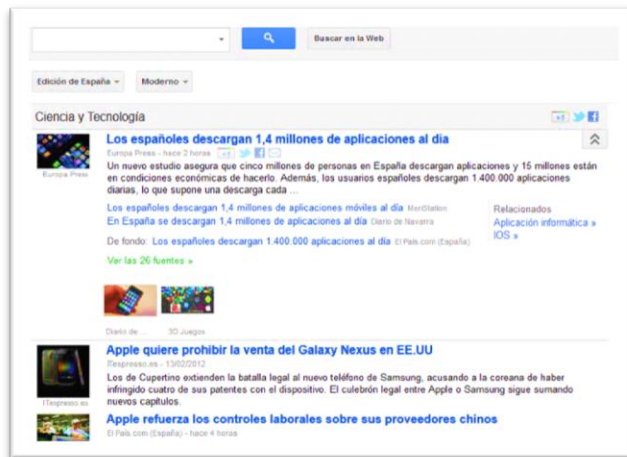 Buscar en la Web
Edición de España
Moderno
Ciencia y Tecnología
Los españoles descargan 1,4 millones de aplicaciones al día
Europa Press - hace 2 horas
Europa Press
Un nuevo estudio asegura que cinco millones de personas en España descargan aplicaciones y 15 millones están
en condiciones económicas de hacerlo. Además, los usuarios españoles descargan 1.400.000 aplicaciones
diarias, lo que supone una descarga cada ...
Los españoles descargan 1,4 millones de aplicaciones móviles al día MeriStation
En España se descargan 1,4 millones de aplicaciones al día Diario de Navarra
De fondo: Los españoles descargan 1.400.000 aplicaciones al día El País.com (España)
Ver las 26 fuentes »
Relacionados
Aplicación informática »
IOS »
Diario de ...
3D Juegos
Apple quiere prohibir la venta del Galaxy Nexus en EE.UU
ITespresso.es - 13/02/2012
Los de Cupertino extienden la batalla legal al nuevo teléfono de Samsung, acusando a la coreana de haber
infringido cuatro de sus patentes con el dispositivo. El culebrón legal entre Apple o Samsung sigue sumando
nuevos capítulos.
ITespresso.es
Apple refuerza los controles laborales sobre sus proveedores chinos
El País.com (España) - hace 4 horas